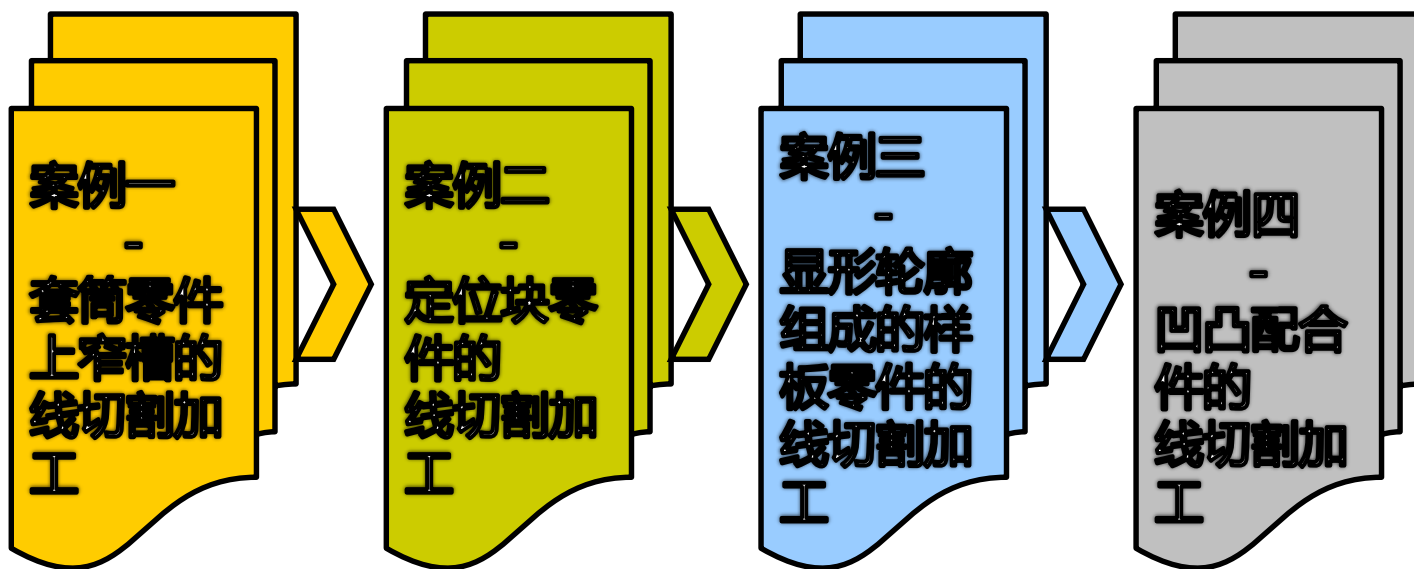 案例一
-
套筒零件
上窄槽的
线切割加
工
案例二
-
定位块零
件的
线切割加
工
案例三
-
显形轮廓
组成的样
板零件的
线切割加
工
案例四
-
凹凸配合
件的
线切割加
工